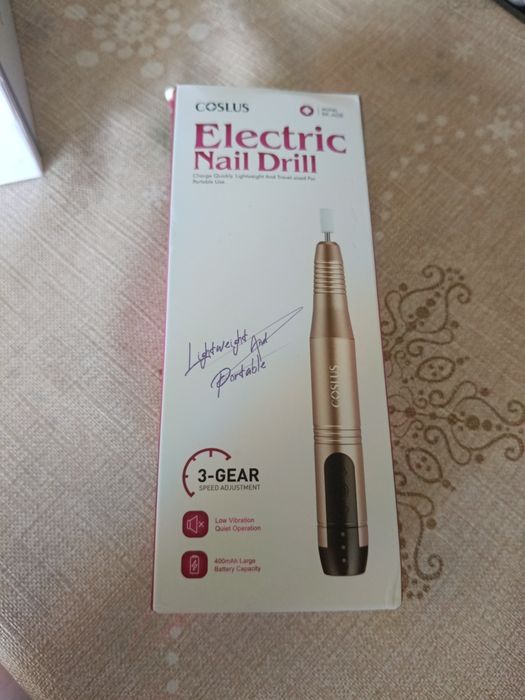 COSLUS
Electric
Nail Drill
Charge Quickly, Lightweight And Travel-sized For
Portable Use.
Lightweight
And
Portable
COSLUS
3-GEAR
SPEED ADJUSTMENT
Low Vibration
Quiet Operation
400mAh Large
Battery Capacity